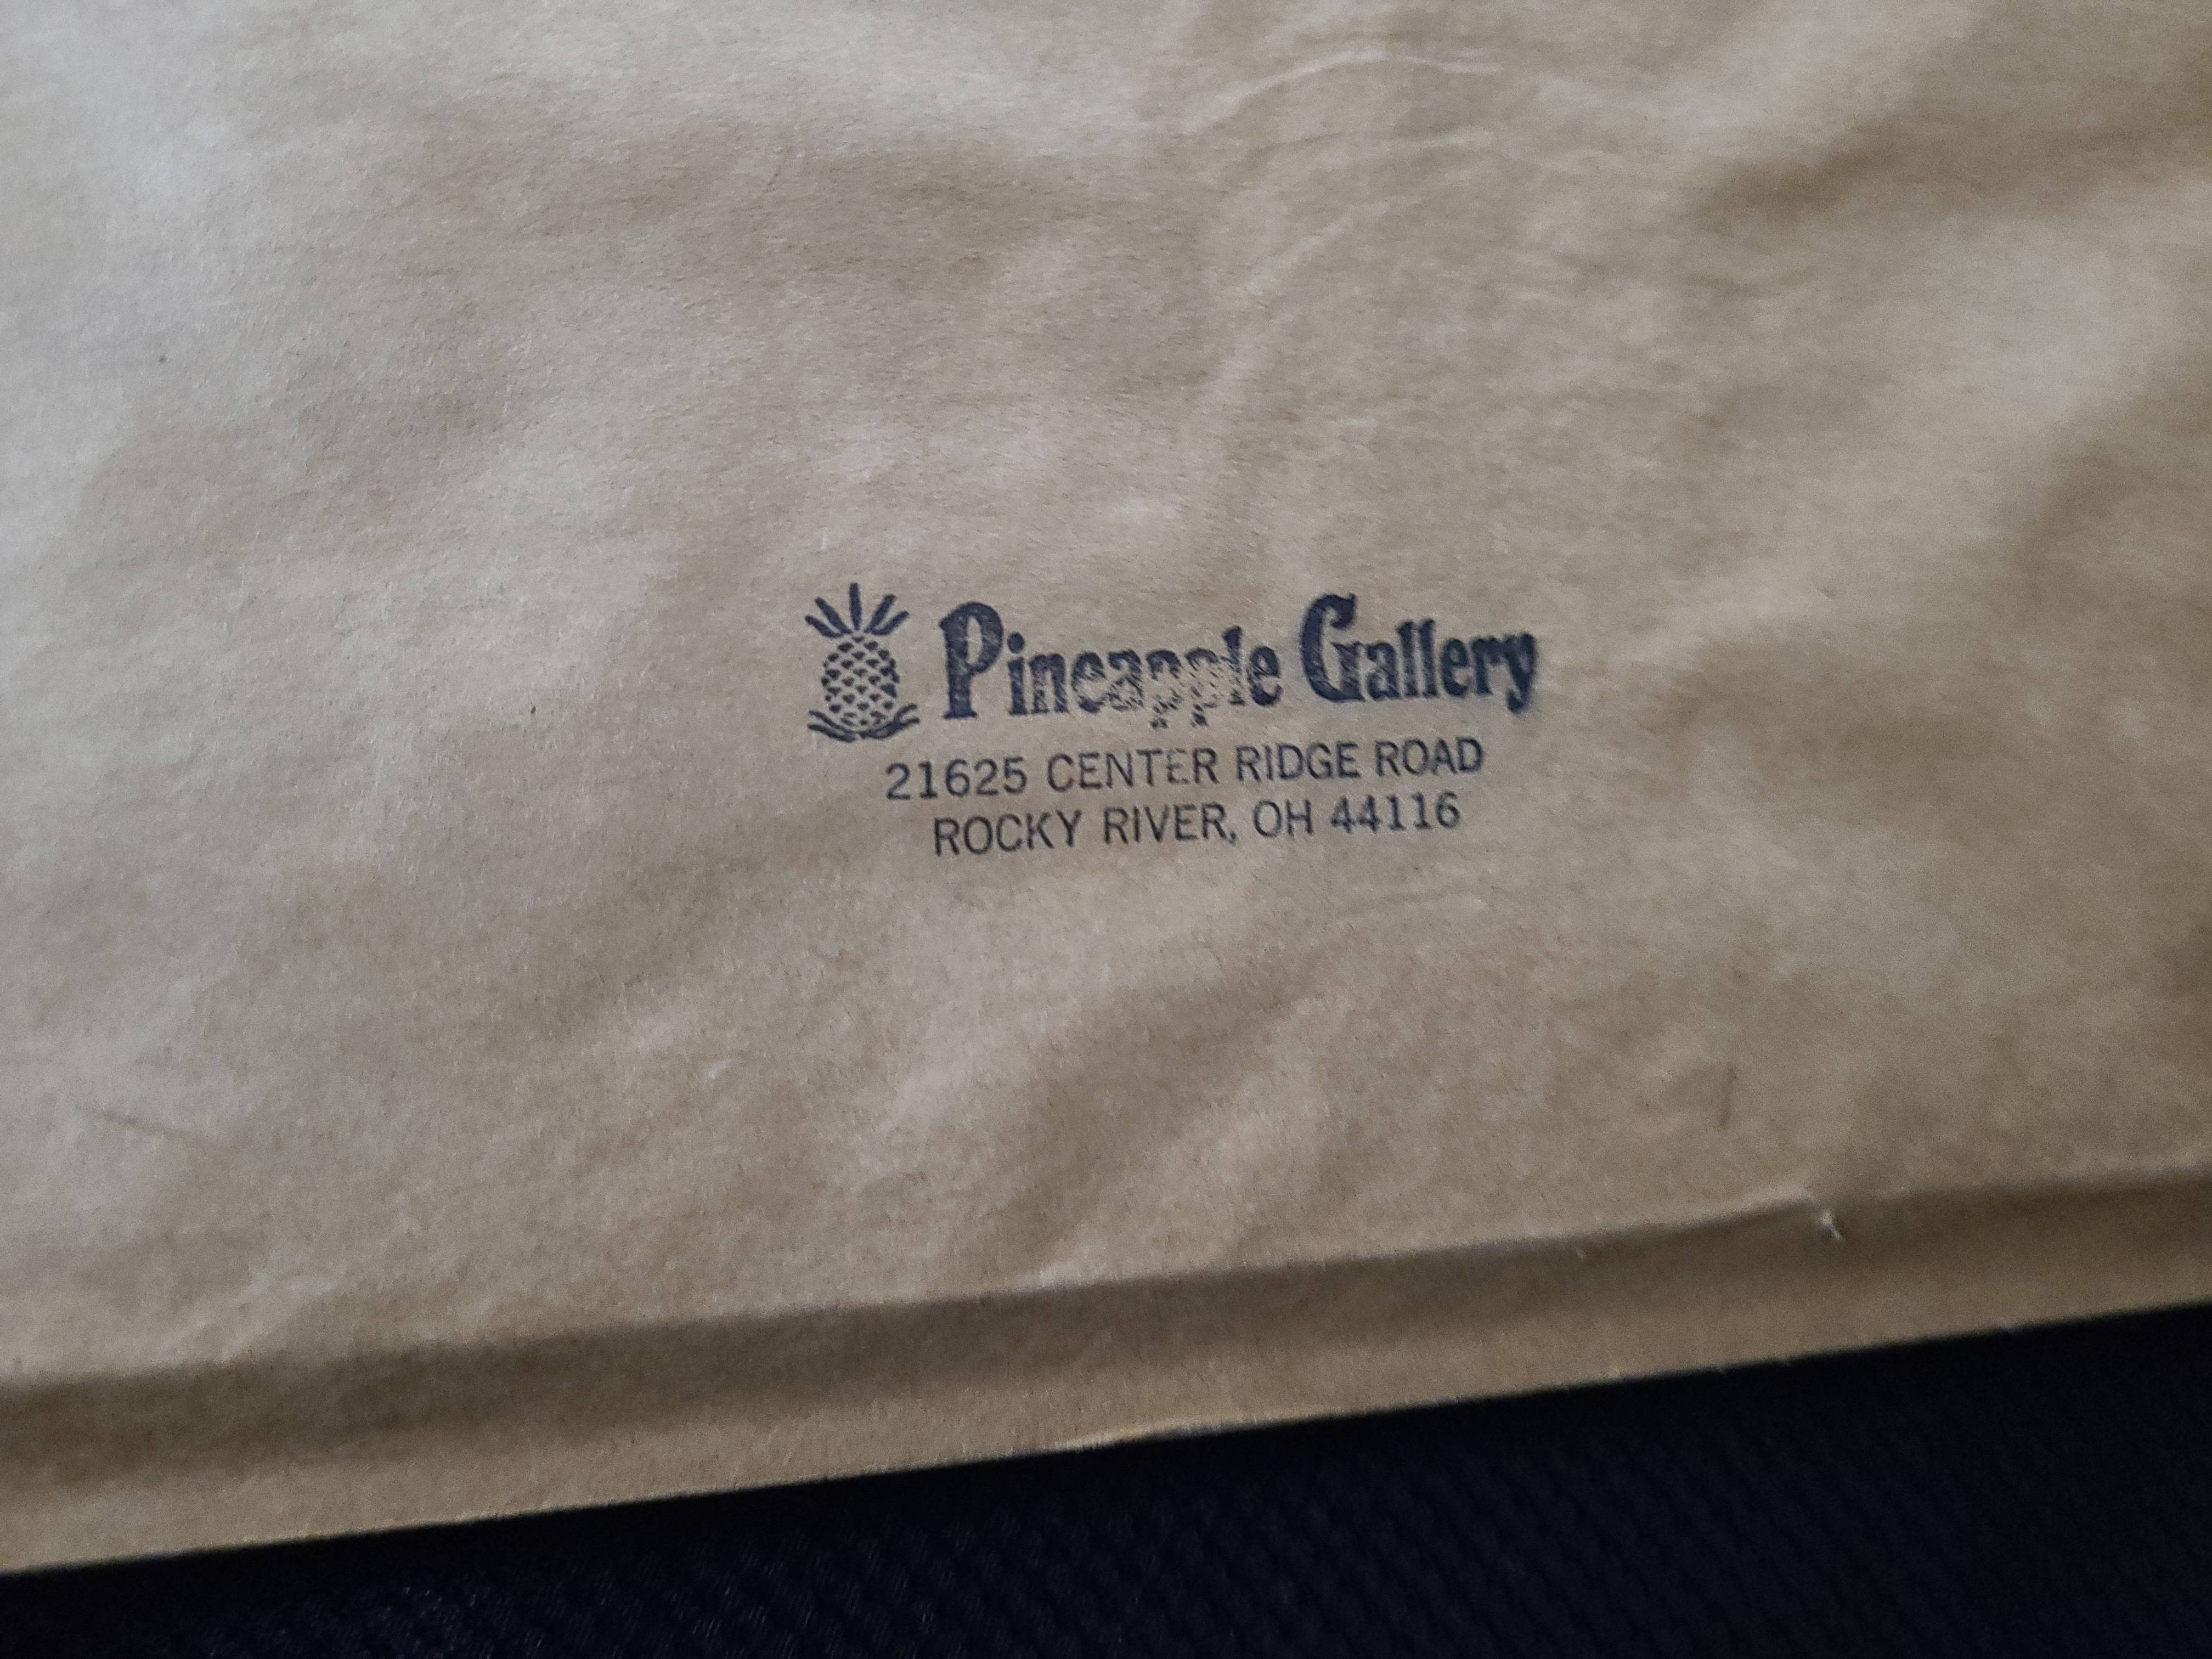 Pineapple Gallery
21625 CENTER RIDGE ROAD
ROCKY RIVER, OH 44116